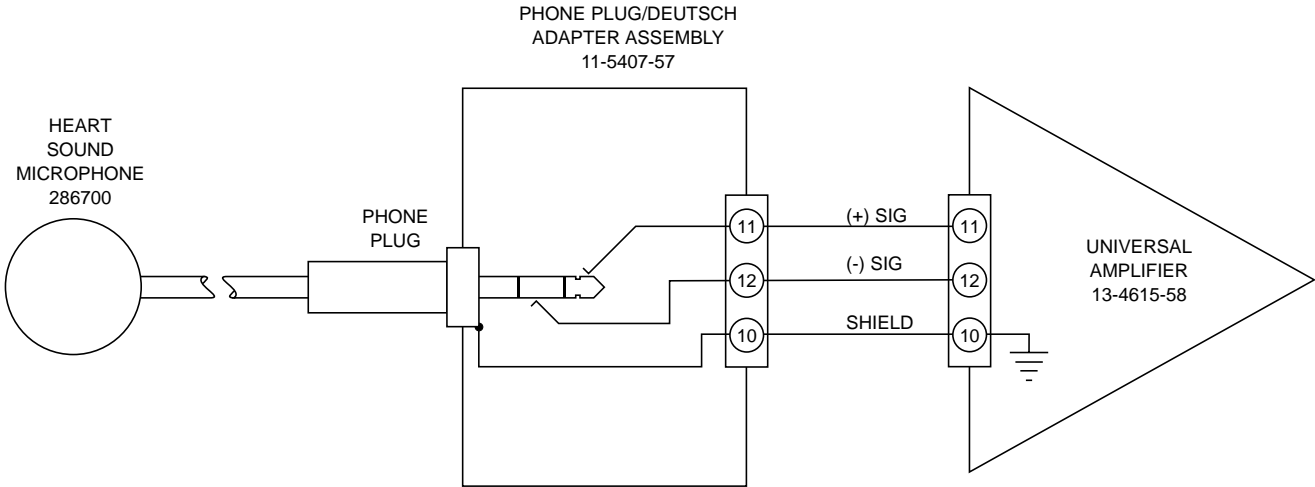 PHONE PLUG/DEUTSCH
ADAPTER ASSEMBLY
11-5407-57
HEART
SOUND
MICROPHONE
286700
PHONE
PLUG
11
12
10
(+) SIG
(-) SIG
SHIELD
11
12
10
UNIVERSAL
AMPLIFIER
13-4615-58